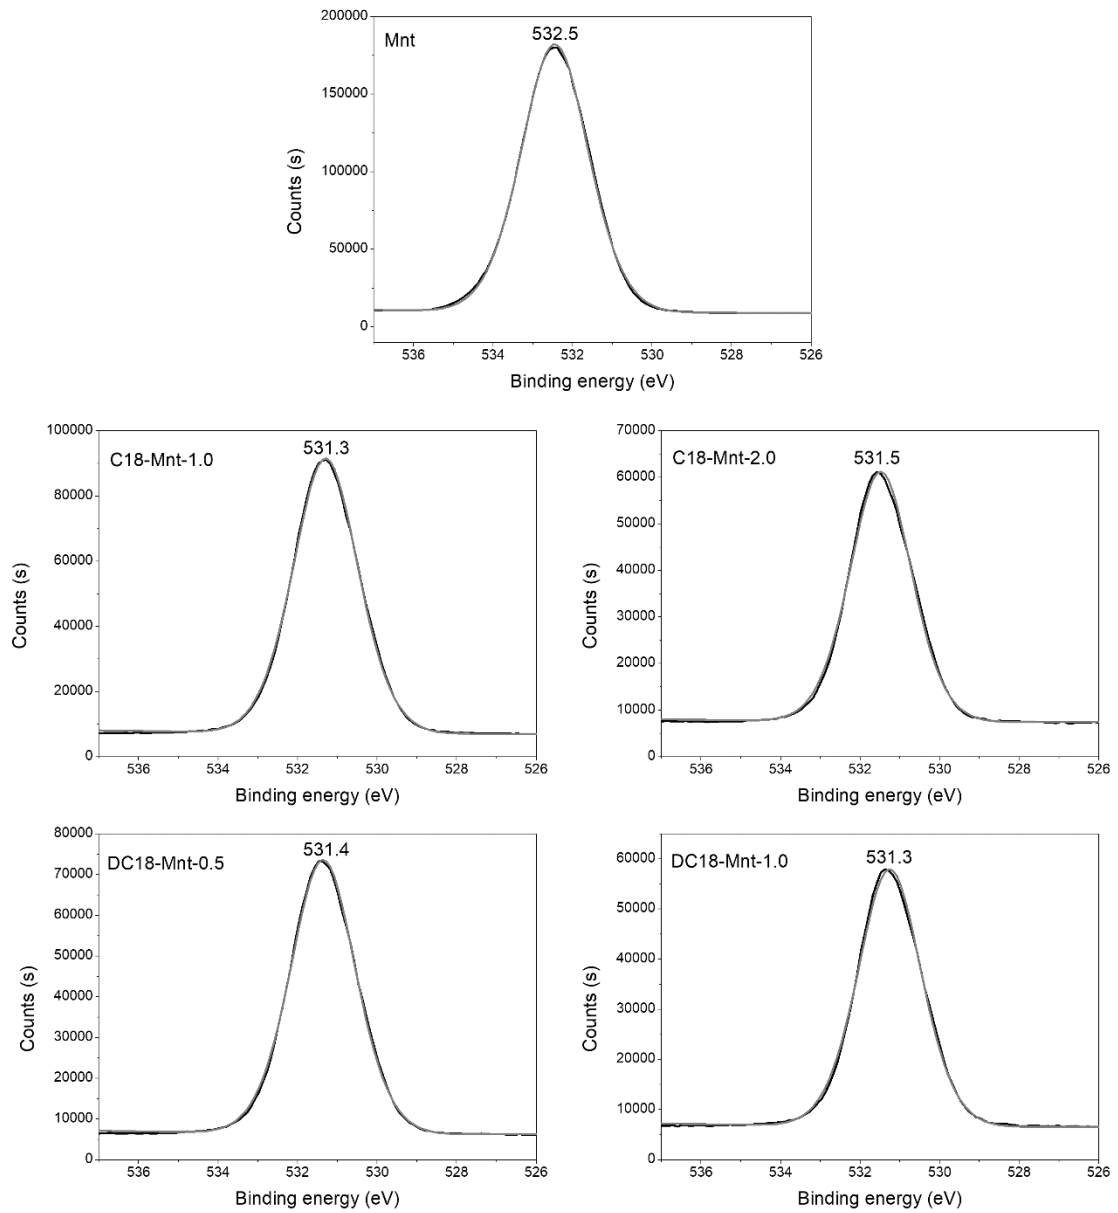 Mnt
532.5
200000
150000
100000
50000
0
Counts (s)
536 534 532 530 528 526
Binding energy (eV)
C18-Mnt-1.0
531.3
100000
80000
60000
40000
20000
0
Counts (s)
536 534 532 530 528 526
Binding energy (eV)
C18-Mnt-2.0
531.5
70000
60000
50000
40000
30000
20000
10000
0
Counts (s)
536 534 532 530 528 526
Binding energy (eV)
DC18-Mnt-0.5
531.4
80000
70000
60000
50000
40000
30000
20000
10000
0
Counts (s)
536 534 532 530 528 526
Binding energy (eV)
DC18-Mnt-1.0
531.3
60000
50000
40000
30000
20000
10000
0
Counts (s)
536 534 532 530 528 526
Binding energy (eV)